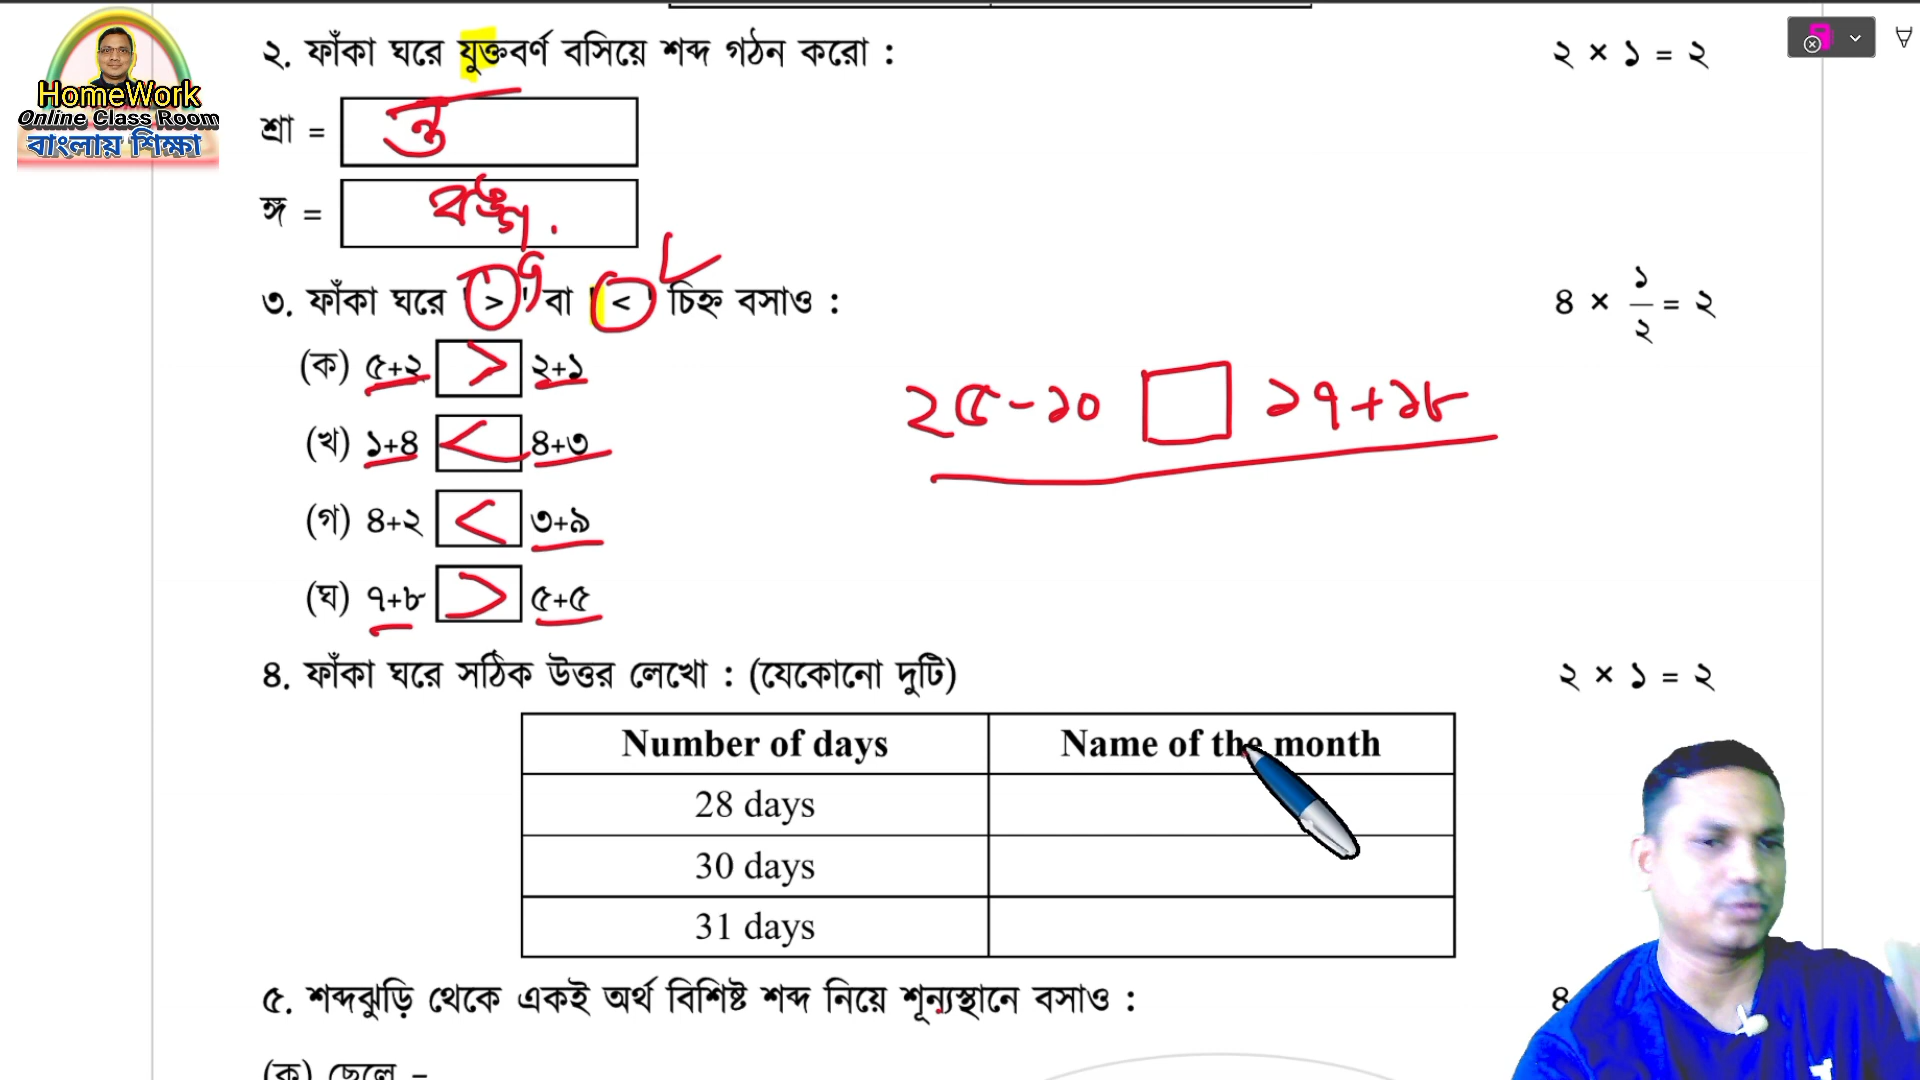 HomeWork
Online Class Room
বাংলায় শিক্ষা
২. ফাঁকা ঘরে যুক্তবর্ণ বসিয়ে শব্দ গঠন করো : ২ × ১ = ২
শ্রা = ন্ত
ঙ্গ = বঙ্গ.
৩. ফাঁকা ঘরে ' > ' বা ' < ' চিহ্ন বসাও : ৪ × ১/২ = ২
(ক) ৫+২ > ২+১
২৫-১০ □ ১৭+১৮
(খ) ১+৪ < ৪+৩
(গ) ৪+২ < ৩+৯
(ঘ) ৭+৮ > ৫+৫
৪. ফাঁকা ঘরে সঠিক উত্তর লেখো : (যেকোনো দুটি) ২ × ১ = ২
Number of days Name of the month
28 days
30 days
31 days
৫. শব্দঝুড়ি থেকে একই অর্থ বিশিষ্ট শব্দ নিয়ে শূন্যস্থানে বসাও : ৪
(ক) ছেলে –